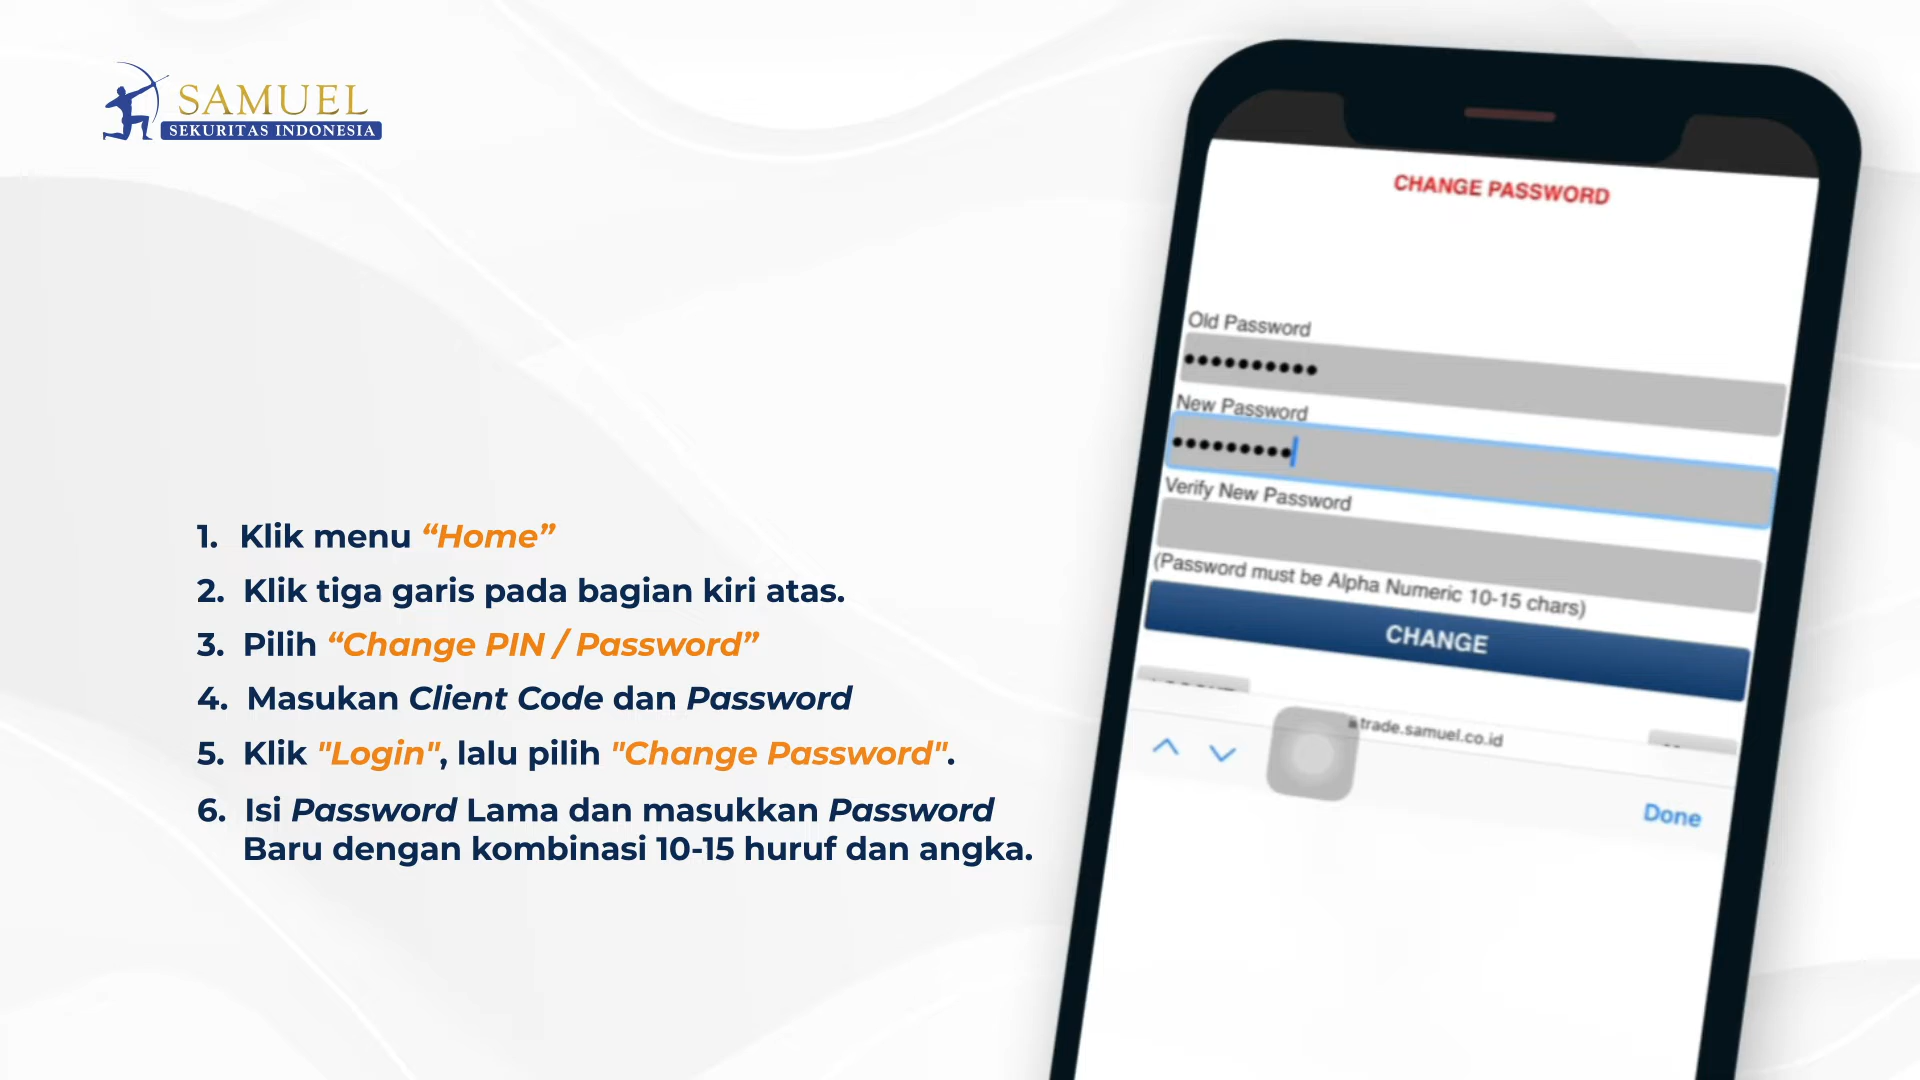 SAMUEL
SEKURITAS INDONESIA
1. Klik menu “Home”
2. Klik tiga garis pada bagian kiri atas.
3. Pilih “Change PIN / Password”
4. Masukan Client Code dan Password
5. Klik "Login", lalu pilih "Change Password".
6. Isi Password Lama dan masukkan Password
Baru dengan kombinasi 10-15 huruf dan angka.
CHANGE PASSWORD
Old Password
New Password
Verify New Password
(Password must be Alpha Numeric 10-15 chars)
CHANGE
trade.samuel.co.id
Done